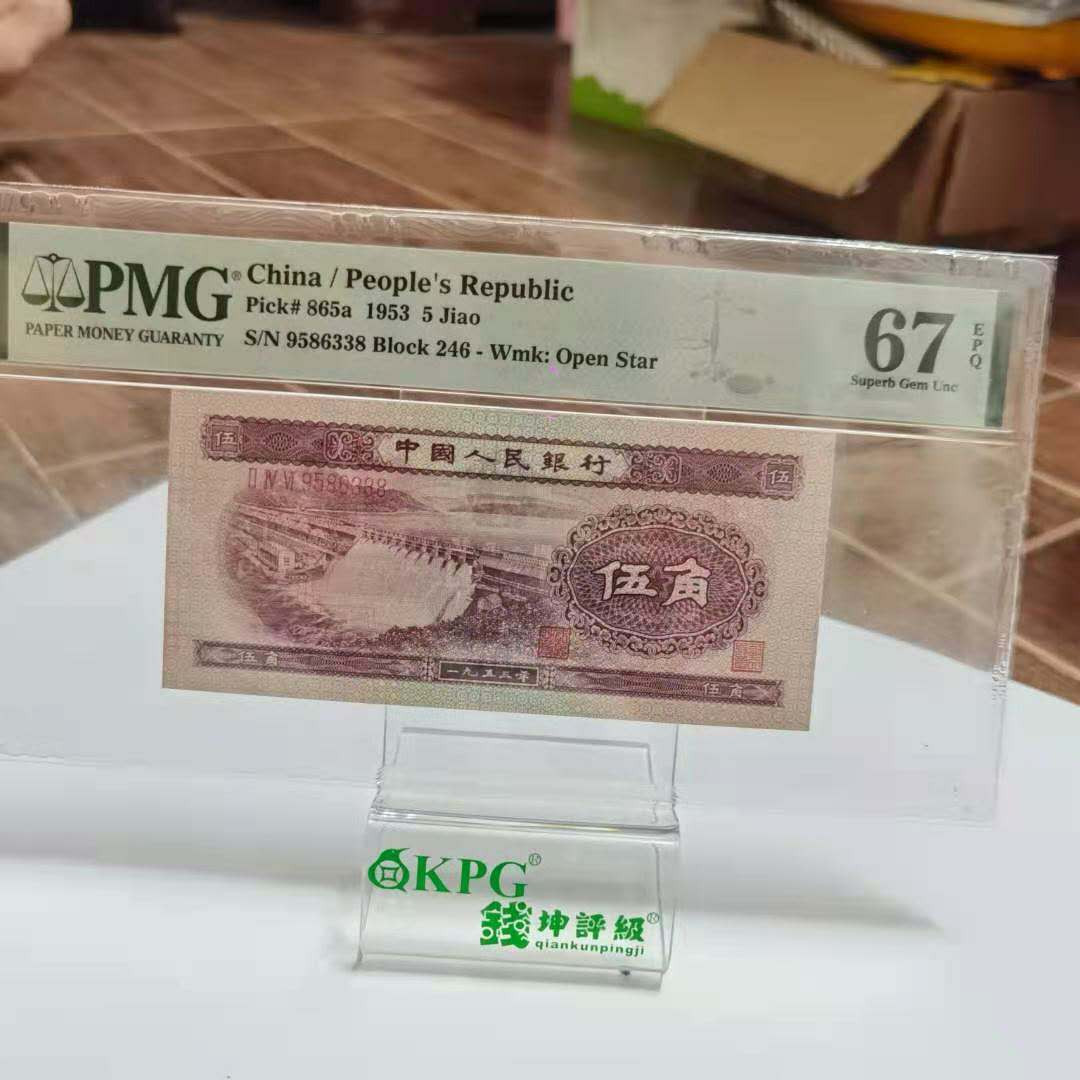 PMG®
PAPER MONEY GUARANTY
China / People's Republic
Pick# 865a 1953 5 Jiao
S/N 9586338 Block 246 - Wmk: Open Star
67
EPQ
Superb Gem Unc
伍
中國人民銀行
伍
II IV VI 9586338
伍角
伍角
一九五三年
伍角
KPG®
錢坤評級®
qiankunpingji